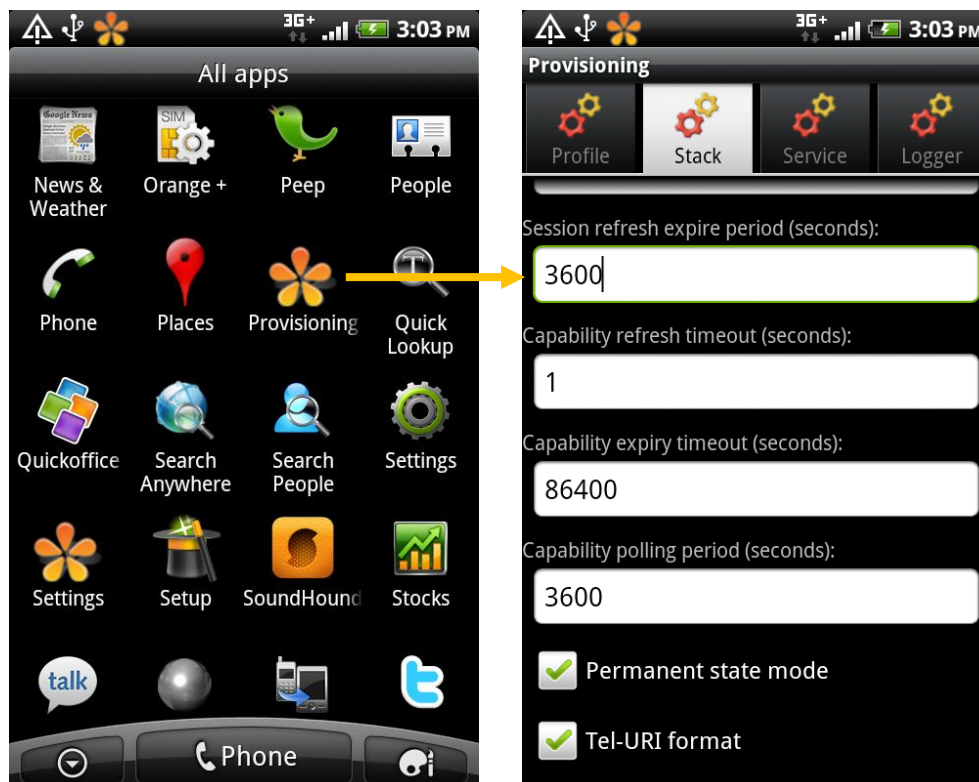 3G+ 3:03 PM
All apps
Google News
SIM
News & Weather
Orange +
Peep
People
Phone
Places
Provisioning
T
Quick Lookup
Quickoffice
Search Anywhere
Search People
Settings
Settings
Setup
SoundHound
Stocks
talk
t
Phone
3G+ 3:03 PM
Provisioning
Profile
Stack
Service
Logger
Session refresh expire period (seconds):
3600
Capability refresh timeout (seconds):
1
Capability expiry timeout (seconds):
86400
Capability polling period (seconds):
3600
Permanent state mode
Tel-URI format